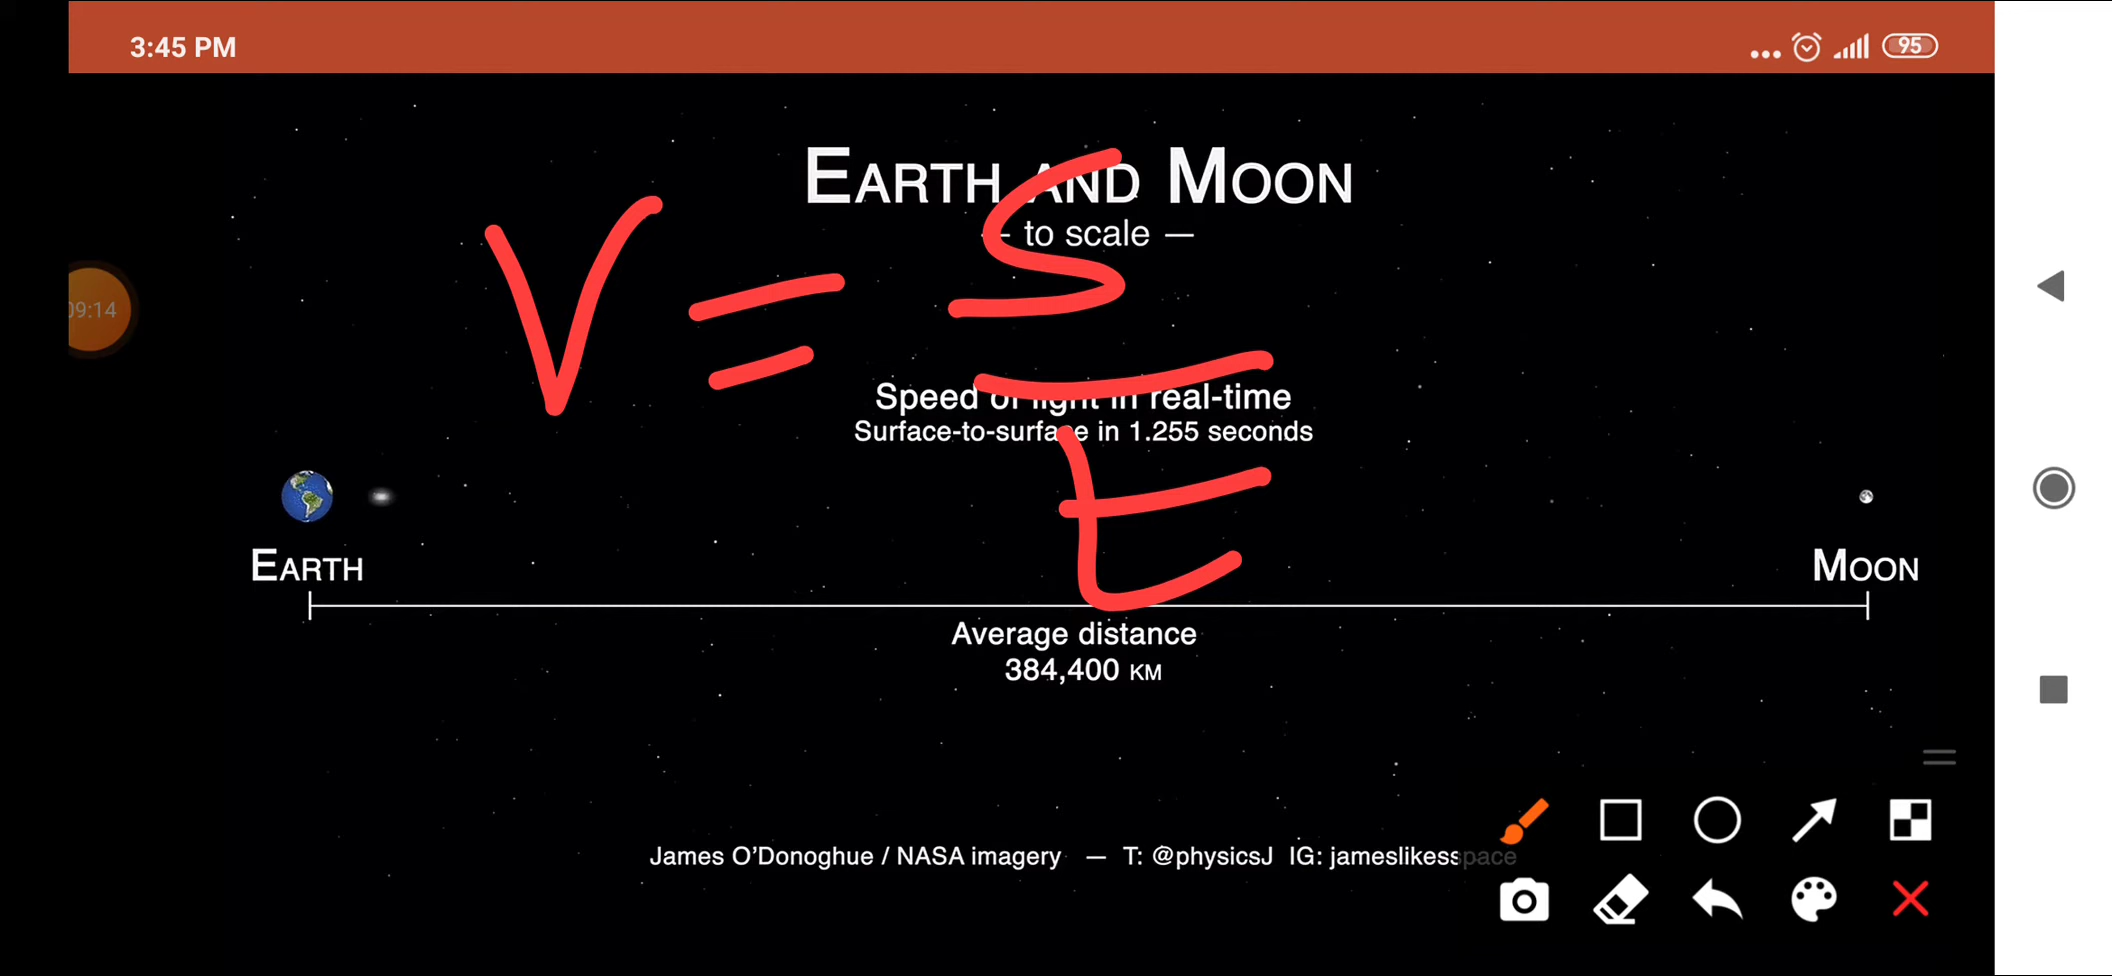 3:45 PM
95
EARTH AND MOON
— to scale —
V = S
t
09:14
Speed of light in real-time
Surface-to-surface in 1.255 seconds
EARTH
MOON
Average distance
384,400 KM
James O'Donoghue / NASA imagery — T: @physicsJ IG: jameslikesspace